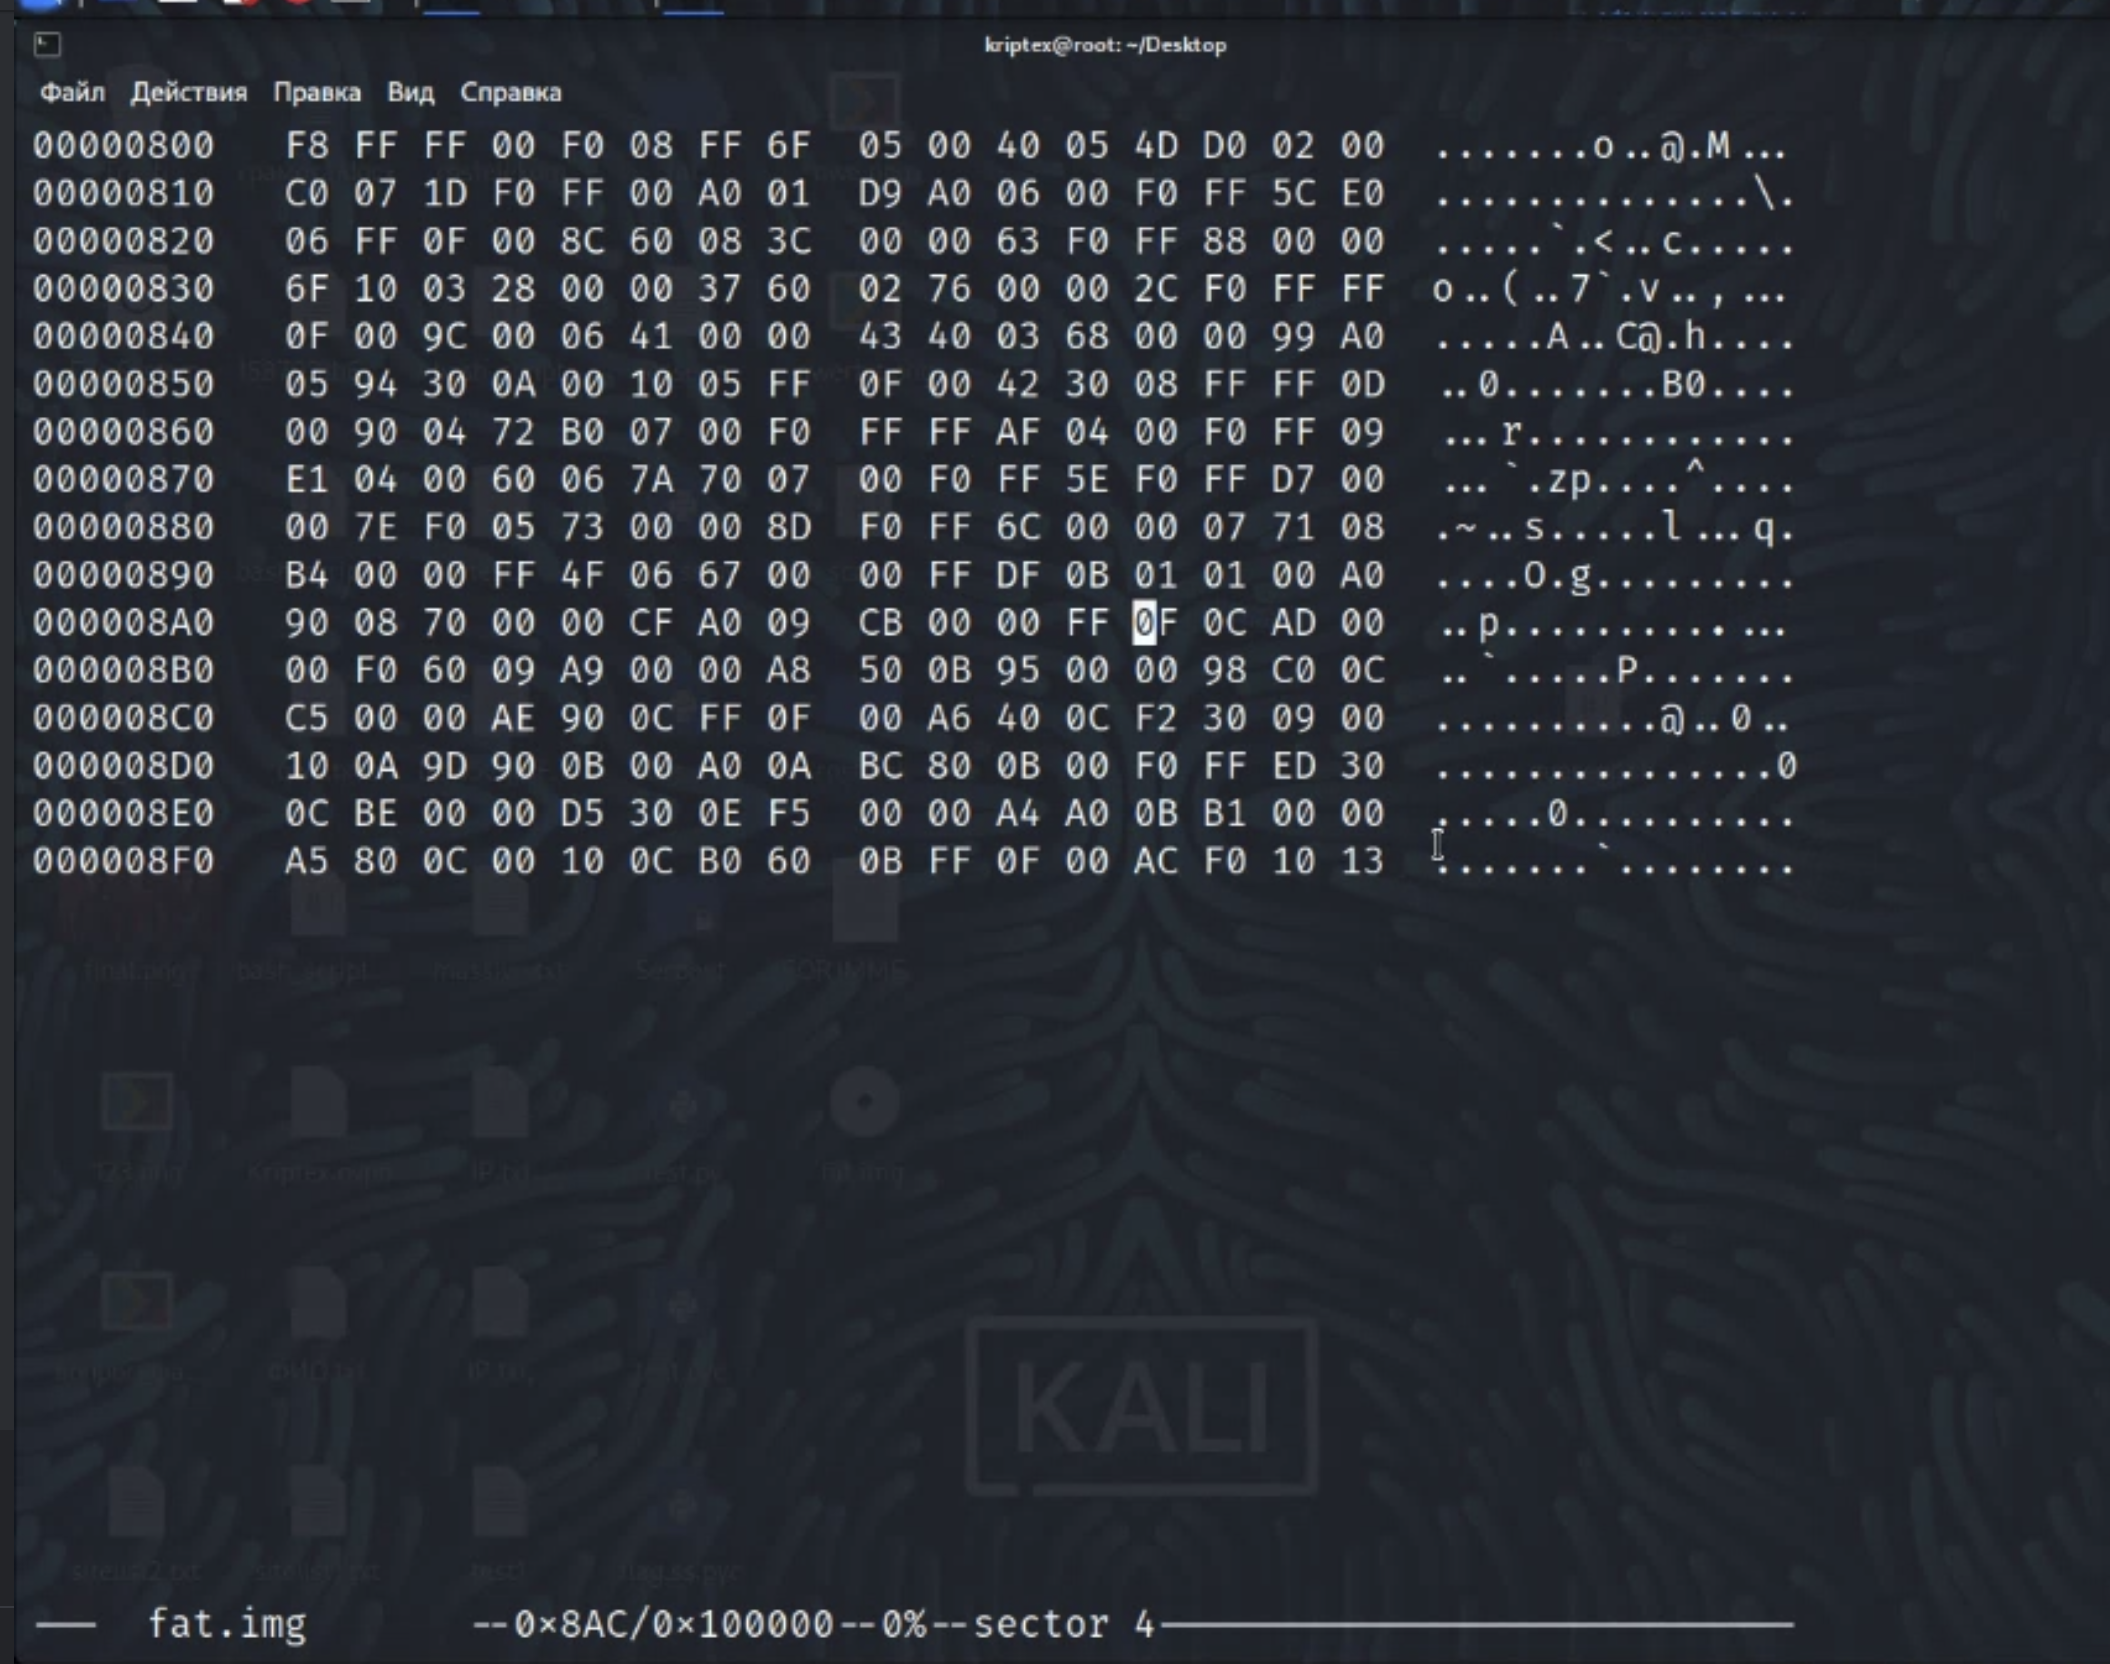 kriptex@root: ~/Desktop
Файл Действия Правка Вид Справка
00000800 F8 FF FF 00 F0 08 FF 6F 05 00 40 05 4D D0 02 00 .......o..@.M...
00000810 C0 07 1D F0 FF 00 A0 01 D9 A0 06 00 F0 FF 5C E0 ..............\.
00000820 06 FF 0F 00 8C 60 08 3C 00 00 63 F0 FF 88 00 00 .....`.<..c.....
00000830 6F 10 03 28 00 00 37 60 02 76 00 00 2C F0 FF FF o..(..7`.v..,...
00000840 0F 00 9C 00 06 41 00 00 43 40 03 68 00 00 99 A0 .....A..C@.h....
00000850 05 94 30 0A 00 10 05 FF 0F 00 42 30 08 FF FF 0D ..0.......B0....
00000860 00 90 04 72 B0 07 00 F0 FF FF AF 04 00 F0 FF 09 ...r............
00000870 E1 04 00 60 06 7A 70 07 00 F0 FF 5E F0 FF D7 00 ...`.zp....^....
00000880 00 7E F0 05 73 00 00 8D F0 FF 6C 00 00 07 71 08 .~..s.....l...q.
00000890 B4 00 00 FF 4F 06 67 00 00 FF DF 0B 01 01 00 A0 ....O.g.........
000008A0 90 08 70 00 00 CF A0 09 CB 00 00 FF 0F 0C AD 00 ..p.............
000008B0 00 F0 60 09 A9 00 00 A8 50 0B 95 00 00 98 C0 0C ..`.....P.......
000008C0 C5 00 00 AE 90 0C FF 0F 00 A6 40 0C F2 30 09 00 ..........@..0..
000008D0 10 0A 9D 90 0B 00 A0 0A BC 80 0B 00 F0 FF ED 30 ...............0
000008E0 0C BE 00 00 D5 30 0E F5 00 00 A4 A0 0B B1 00 00 .....0..........
000008F0 A5 80 0C 00 10 0C B0 60 0B FF 0F 00 AC F0 10 13 .......`........
KALI
fat.img --0×8AC/0×100000--0%--sector 4